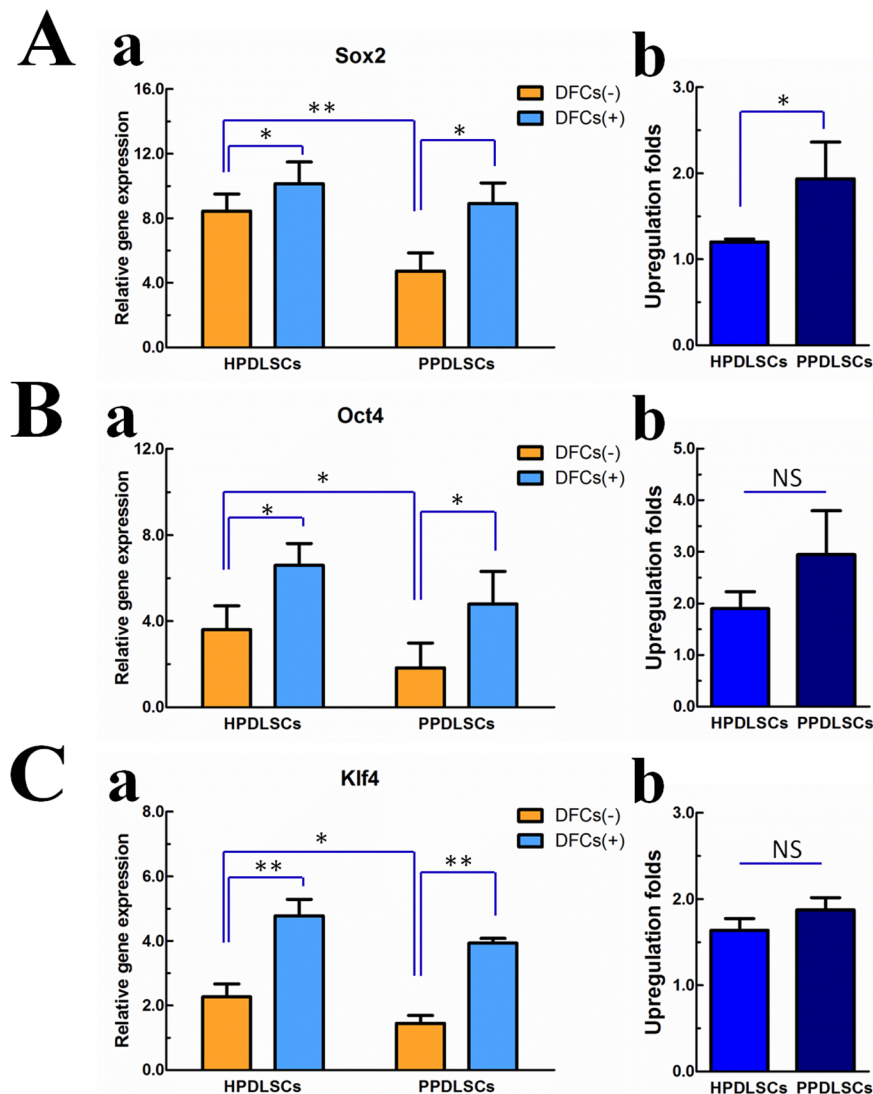 A
a
Sox2
DFCs(-)
DFCs(+)
Relative gene expression
16.0
12.0
8.0
4.0
0.0
**
*
*
HPDLSCs
PPDLSCs
b
Upregulation folds
3.0
2.0
1.0
0.0
*
HPDLSCs
PPDLSCs
B
a
Oct4
DFCs(-)
DFCs(+)
Relative gene expression
12.0
8.0
4.0
0.0
*
*
*
HPDLSCs
PPDLSCs
b
Upregulation folds
5.0
4.0
3.0
2.0
1.0
0.0
NS
HPDLSCs
PPDLSCs
C
a
Klf4
DFCs(-)
DFCs(+)
Relative gene expression
8.0
6.0
4.0
2.0
0.0
*
**
**
HPDLSCs
PPDLSCs
b
Upregulation folds
3.0
2.0
1.0
0.0
NS
HPDLSCs
PPDLSCs